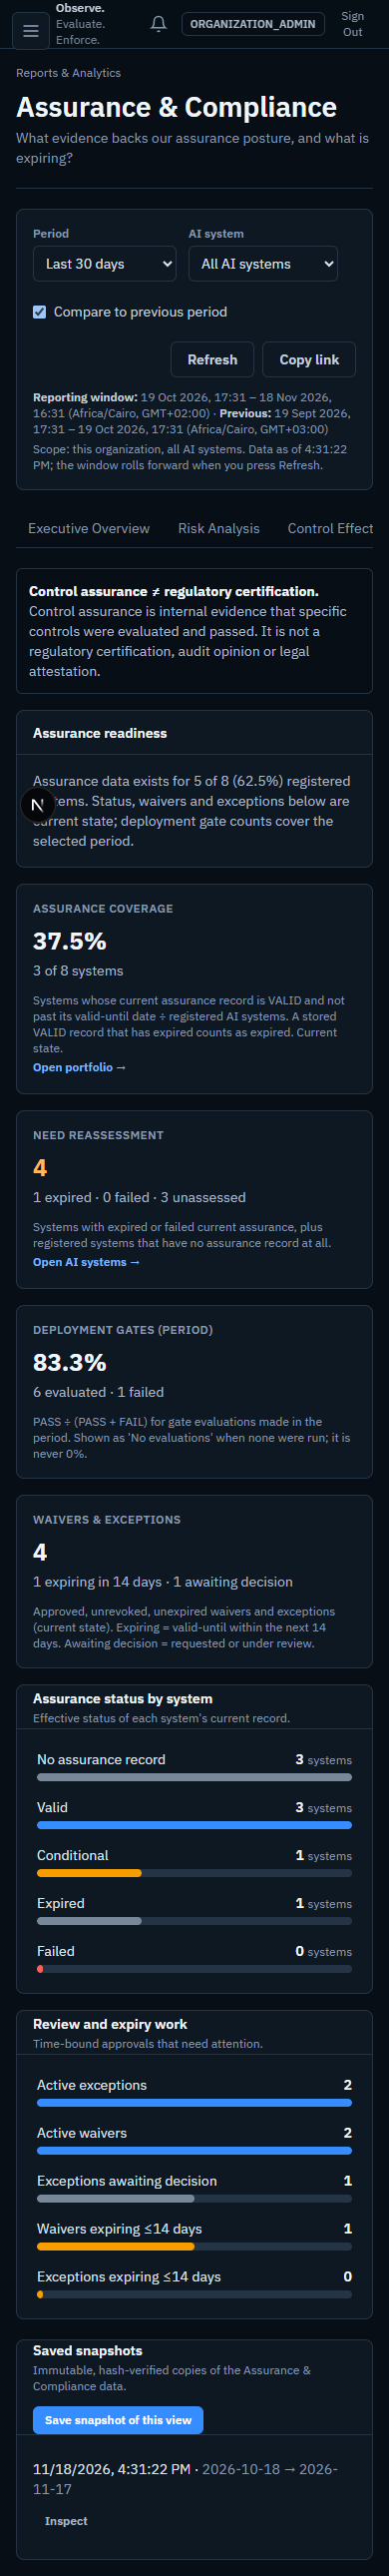 Observe.
Evaluate.
Enforce.
ORGANIZATION_ADMIN
Sign
Out
Reports & Analytics
Assurance & Compliance
What evidence backs our assurance posture, and what is
expiring?
Period
AI system
Last 30 days
All AI systems
Compare to previous period
Refresh
Copy link
Reporting window: 19 Oct 2026, 17:31 – 18 Nov 2026,
16:31 (Africa/Cairo, GMT+02:00) · Previous: 19 Sept 2026,
17:31 – 19 Oct 2026, 17:31 (Africa/Cairo, GMT+03:00)
Scope: this organization, all AI systems. Data as of 4:31:22
PM; the window rolls forward when you press Refresh.
Executive Overview
Risk Analysis
Control Effect
Control assurance ≠ regulatory certification.
Control assurance is internal evidence that specific
controls were evaluated and passed. It is not a
regulatory certification, audit opinion or legal
attestation.
Assurance readiness
Assurance data exists for 5 of 8 (62.5%) registered
Status, waivers and exceptions below are
N
state; deployment gate counts cover the
selected period.
ASSURANCE COVERAGE
37.5%
3 of 8 systems
Systems whose current assurance record is VALID and not
past its valid-until date ÷ registered AI systems. A stored
VALID record that has expired counts as expired. Current
state.
Open portfolio →
NEED REASSESSMENT
4
1 expired · 0 failed · 3 unassessed
Systems with expired or failed current assurance, plus
registered systems that have no assurance record at all.
Open AI systems →
DEPLOYMENT GATES (PERIOD)
83.3%
6 evaluated · 1 failed
PASS ÷ (PASS + FAIL) for gate evaluations made in the
period. Shown as 'No evaluations' when none were run; it is
never 0%.
WAIVERS & EXCEPTIONS
4
1 expiring in 14 days · 1 awaiting decision
Approved, unrevoked, unexpired waivers and exceptions
(current state). Expiring = valid-until within the next 14
days. Awaiting decision = requested or under review.
Assurance status by system
Effective status of each system's current record.
No assurance record 3 systems
Valid 3 systems
Conditional 1 systems
Expired 1 systems
Failed 0 systems
Review and expiry work
Time-bound approvals that need attention.
Active exceptions 2
Active waivers 2
Exceptions awaiting decision 1
Waivers expiring ≤14 days 1
Exceptions expiring ≤14 days 0
Saved snapshots
Immutable, hash-verified copies of the Assurance &
Compliance data.
Save snapshot of this view
11/18/2026, 4:31:22 PM · 2026-10-18 → 2026-
11-17
Inspect